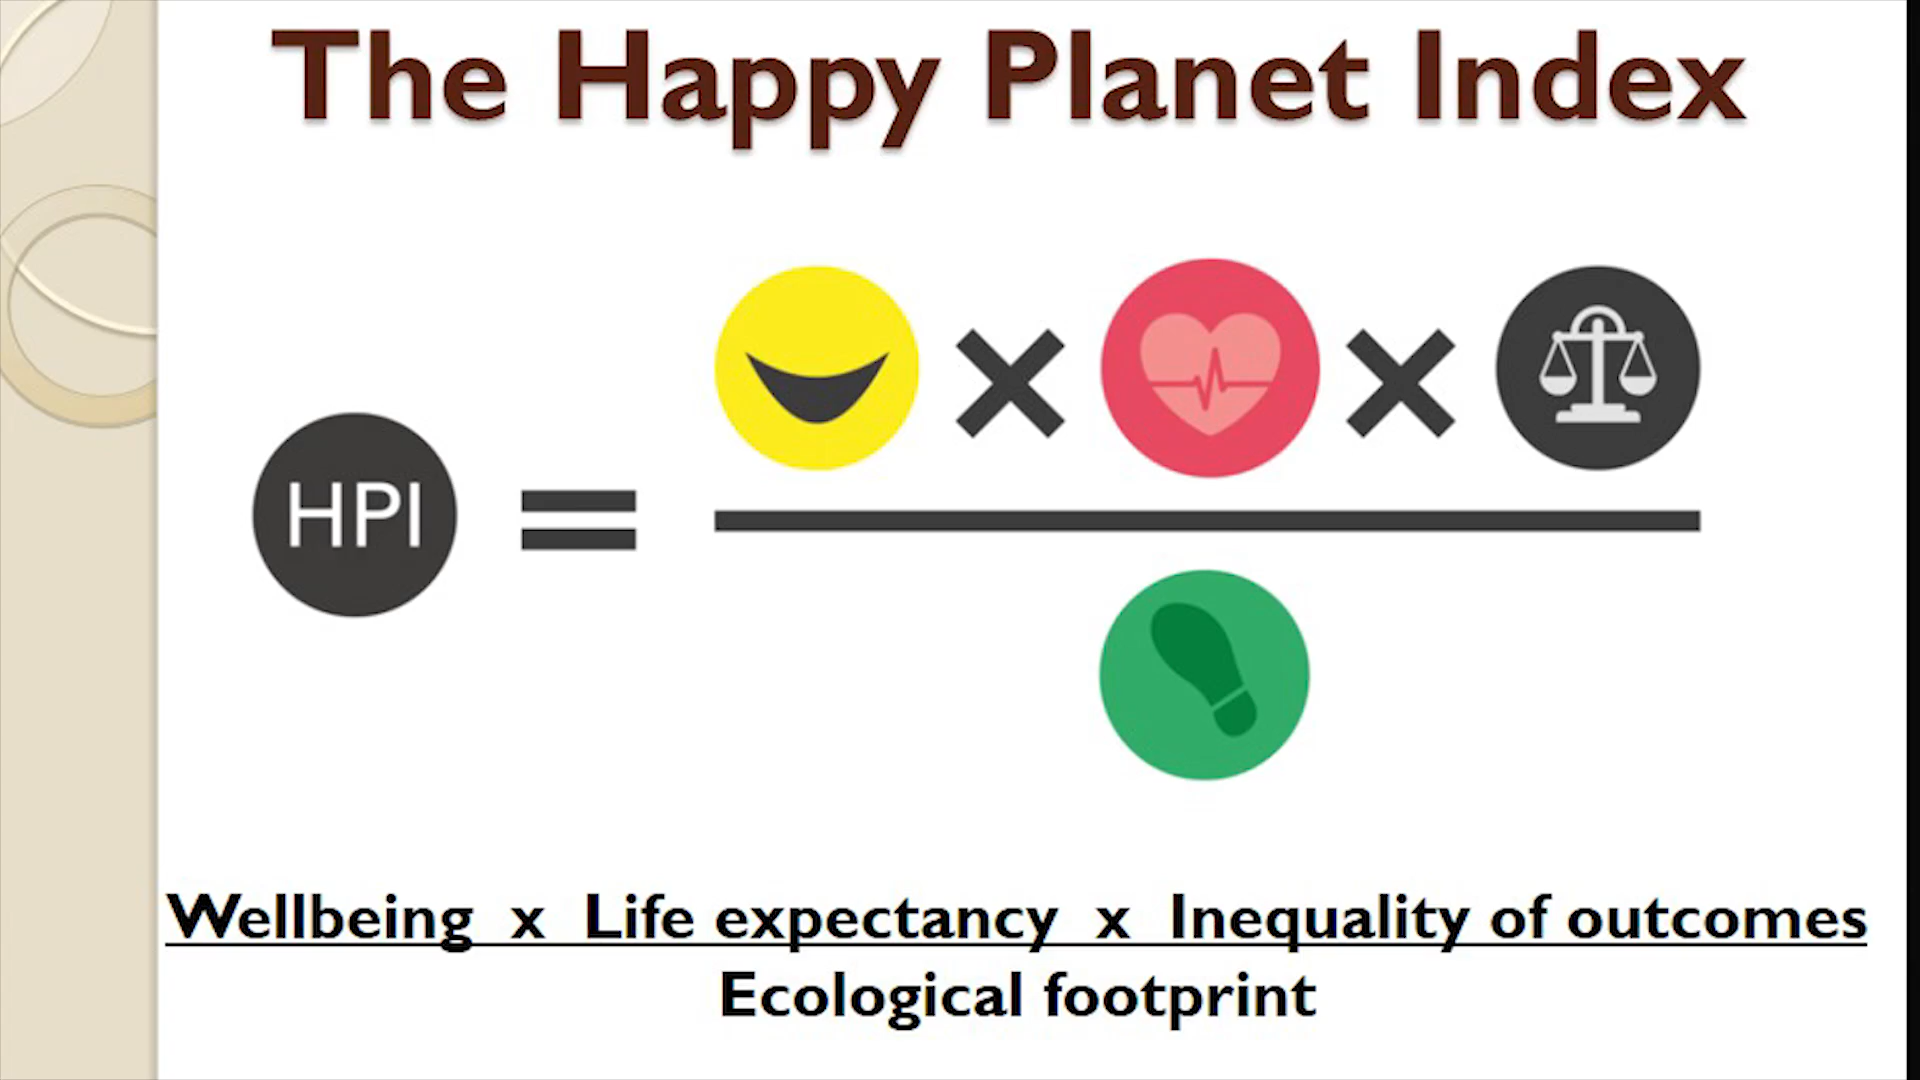 The Happy Planet Index
HPI = × ×
Wellbeing x Life expectancy x Inequality of outcomes
Ecological footprint